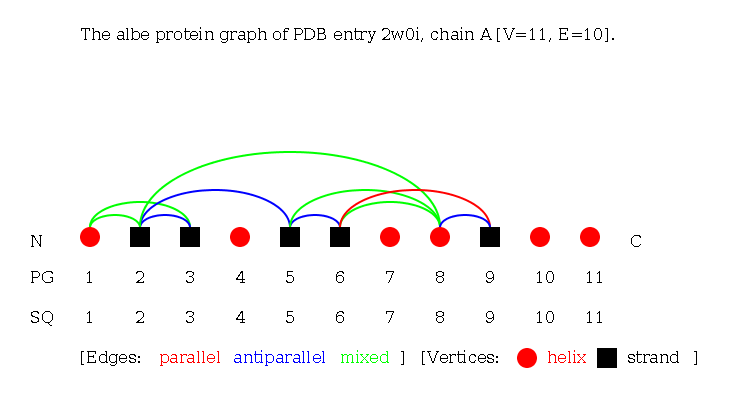 The albe protein graph of PDB entry 2w0i, chain A [V=11, E=10].
N C
PG 1 2 3 4 5 6 7 8 9 10 11
SQ 1 2 3 4 5 6 7 8 9 10 11
[Edges: parallel antiparallel mixed ] [Vertices: helix strand ]